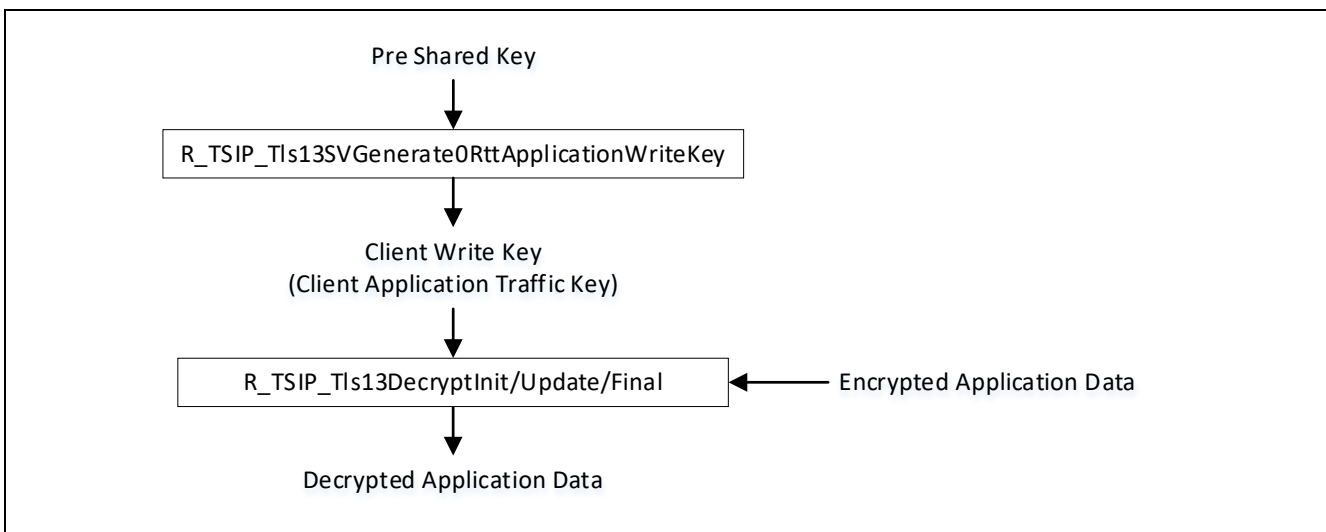 Pre Shared Key
R_TSIP_Tls13SVGenerate0RttApplicationWriteKey
Client Write Key
(Client Application Traffic Key)
R_TSIP_Tls13DecryptInit/Update/Final
Encrypted Application Data
Decrypted Application Data